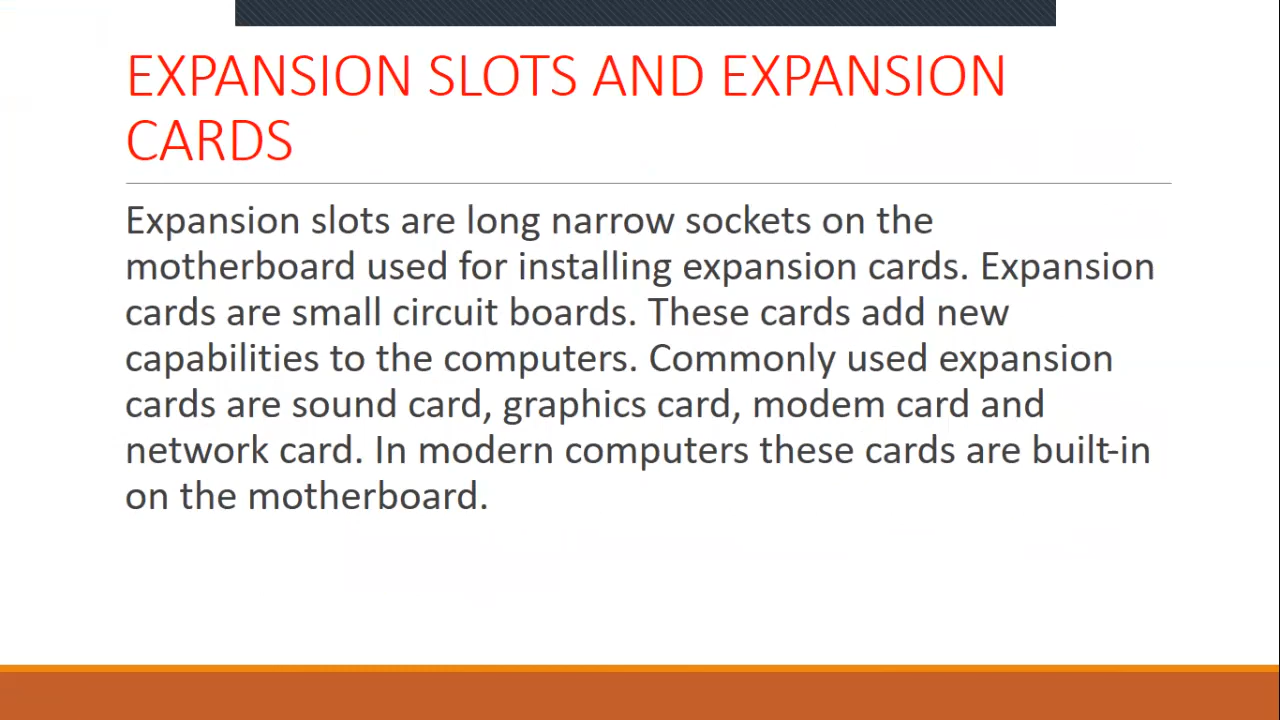 EXPANSION SLOTS AND EXPANSION
CARDS
Expansion slots are long narrow sockets on the
motherboard used for installing expansion cards. Expansion
cards are small circuit boards. These cards add new
capabilities to the computers. Commonly used expansion
cards are sound card, graphics card, modem card and
network card. In modern computers these cards are built-in
on the motherboard.